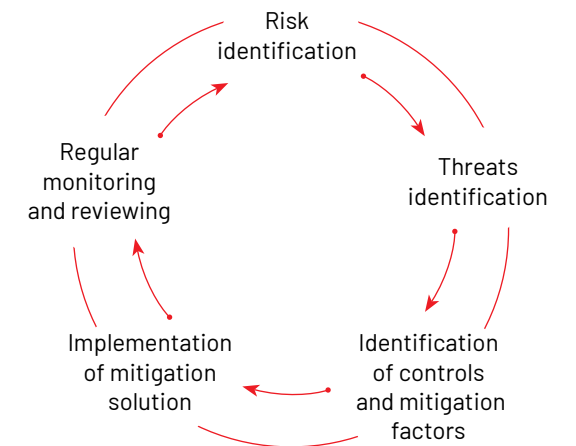 Risk
identification
Threats
identification
Identification
of controls
and mitigation
factors
Implementation
of mitigation
solution
Regular
monitoring
and reviewing